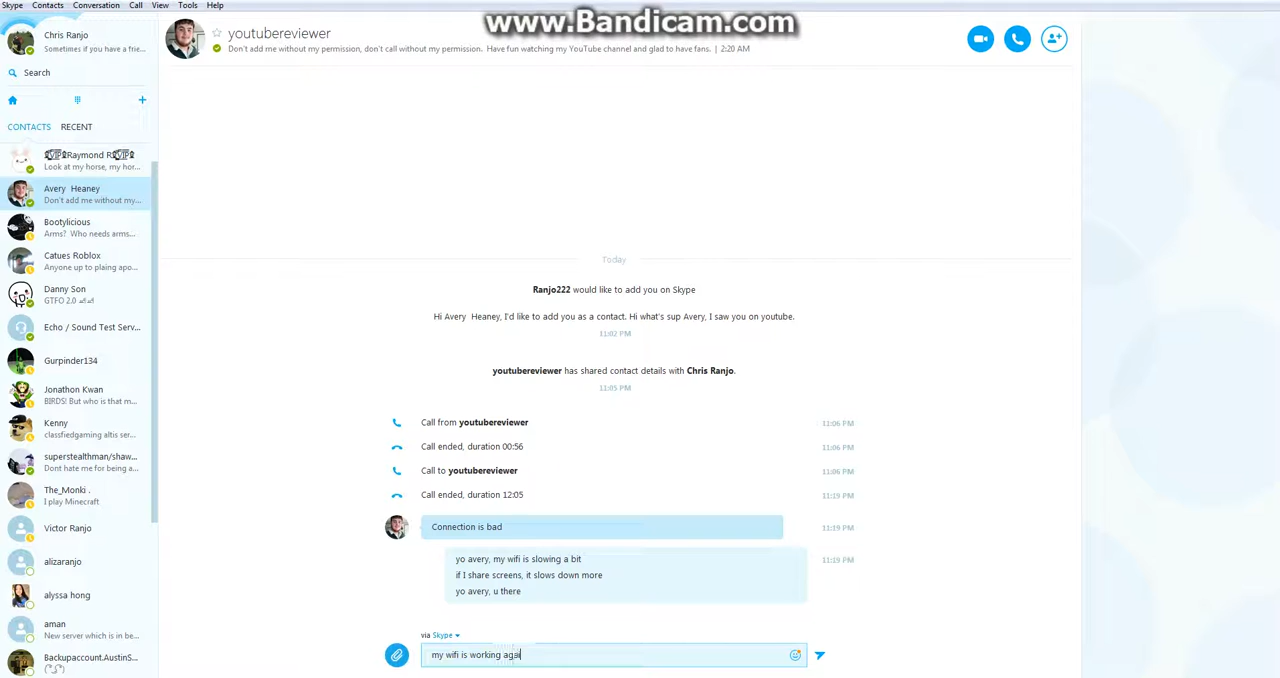 www.Bandicam.com
Skype Contacts Conversation Call View Tools Help
Chris Ranjo
Sometimes if you have a frie...
Search
CONTACTS RECENT
Raymond
Look at my horse, my hor...
Avery Heaney
Don't add me without my...
Bootylicious
Arms? Who needs arms...
Catues Roblox
Anyone up to plaing apo...
Danny Son
GTFO 2.0
Echo / Sound Test Serv...
Gurpinder134
Jonathon Kwan
BIRDS! But who is that m...
Kenny
classfiedgaming altis ser...
superstealthman/shaw...
Dont hate me for being a...
The_Monki .
I play Minecraft
Victor Ranjo
alizaranjo
alyssa hong
aman
New server which is in be...
Backupaccount.AustinS...
youtubereviewer
Don't add me without my permission, don't call without my permission. Have fun watching my YouTube channel and glad to have fans. | 2:20 AM
Today
Ranjo222 would like to add you on Skype
Hi Avery Heaney, I'd like to add you as a contact. Hi what's sup Avery, I saw you on youtube.
11:02 PM
youtubereviewer has shared contact details with Chris Ranjo.
11:05 PM
Call from youtubereviewer 11:06 PM
Call ended, duration 00:56 11:06 PM
Call to youtubereviewer 11:06 PM
Call ended, duration 12:05 11:19 PM
Connection is bad 11:19 PM
yo avery, my wifi is slowing a bit 11:19 PM
if I share screens, it slows down more
yo avery, u there
via Skype
my wifi is working agai